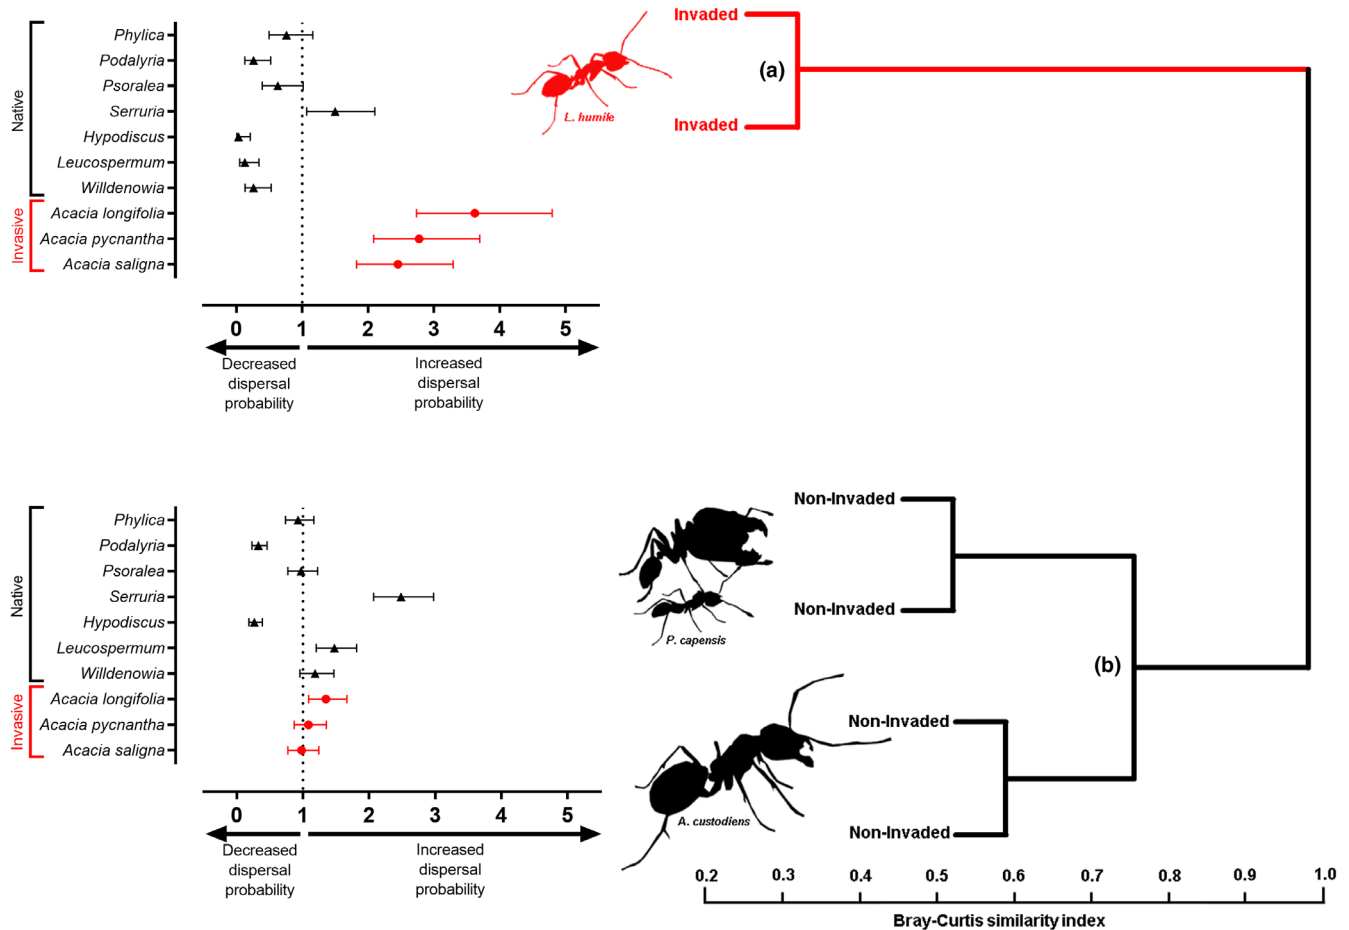 Native
Phylica
Podalyria
Psoralea
Serruria
Hypodiscus
Leucospermum
Willdenowia
Invasive
Acacia longifolia
Acacia pycnantha
Acacia saligna
0 1 2 3 4 5
Decreased
dispersal
probability
Increased
dispersal
probability
L. humile
Invaded
(a)
Invaded
Native
Phylica
Podalyria
Psoralea
Serruria
Hypodiscus
Leucospermum
Willdenowia
Invasive
Acacia longifolia
Acacia pycnantha
Acacia saligna
0 1 2 3 4 5
Decreased
dispersal
probability
Increased
dispersal
probability
Non-Invaded
Non-Invaded
P. capensis
(b)
Non-Invaded
A. custodiens
Non-Invaded
0.2 0.3 0.4 0.5 0.6 0.7 0.8 0.9 1.0
Bray-Curtis similarity index